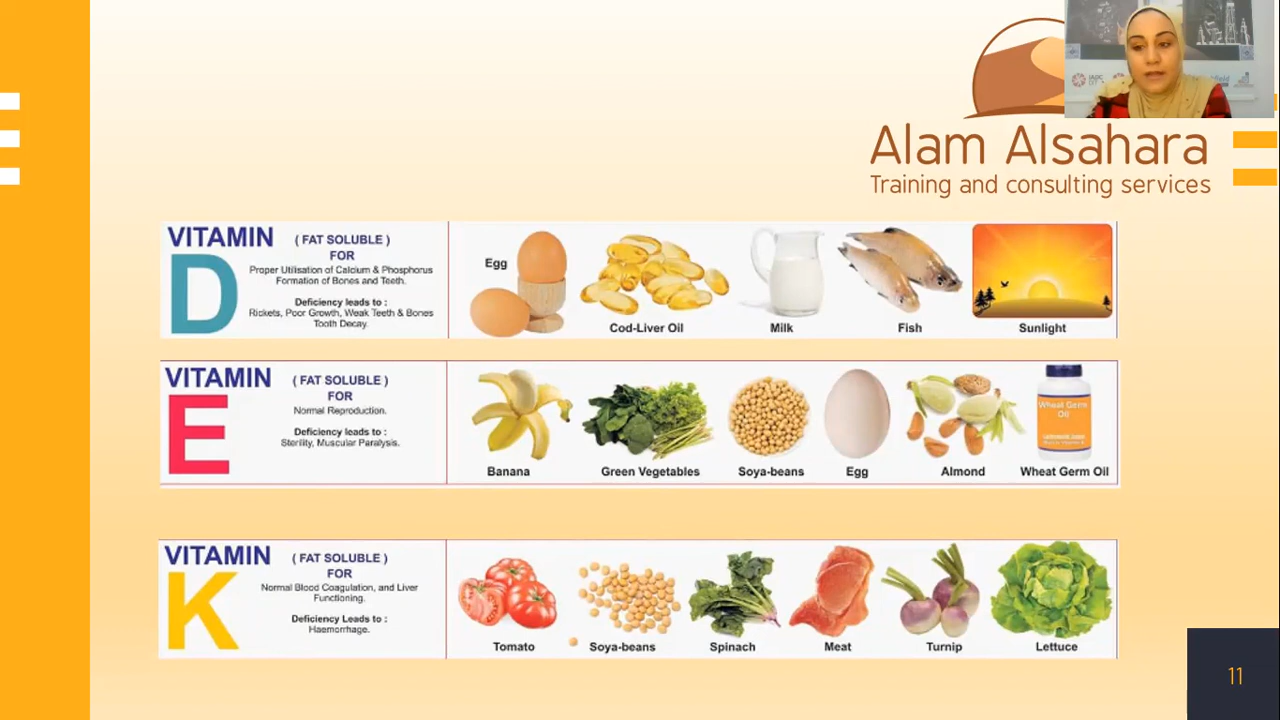 Alam Alsahara
Training and consulting services
VITAMIN
D
( FAT SOLUBLE )
FOR
Proper Utilisation of Calcium & Phosphorus
Formation of Bones and Teeth.
Deficiency leads to :
Rickets, Poor Growth, Weak Teeth & Bones
Tooth Decay.
Egg
Cod-Liver Oil
Milk
Fish
Sunlight
VITAMIN
E
( FAT SOLUBLE )
FOR
Normal Reproduction.
Deficiency leads to :
Sterility, Muscular Paralysis.
Banana
Green Vegetables
Soya-beans
Egg
Almond
Wheat Germ
Oil
Wheat Germ Oil
VITAMIN
K
( FAT SOLUBLE )
FOR
Normal Blood Coagulation, and Liver
Functioning.
Deficiency Leads to :
Haemorrhage.
Tomato
Soya-beans
Spinach
Meat
Turnip
Lettuce
11